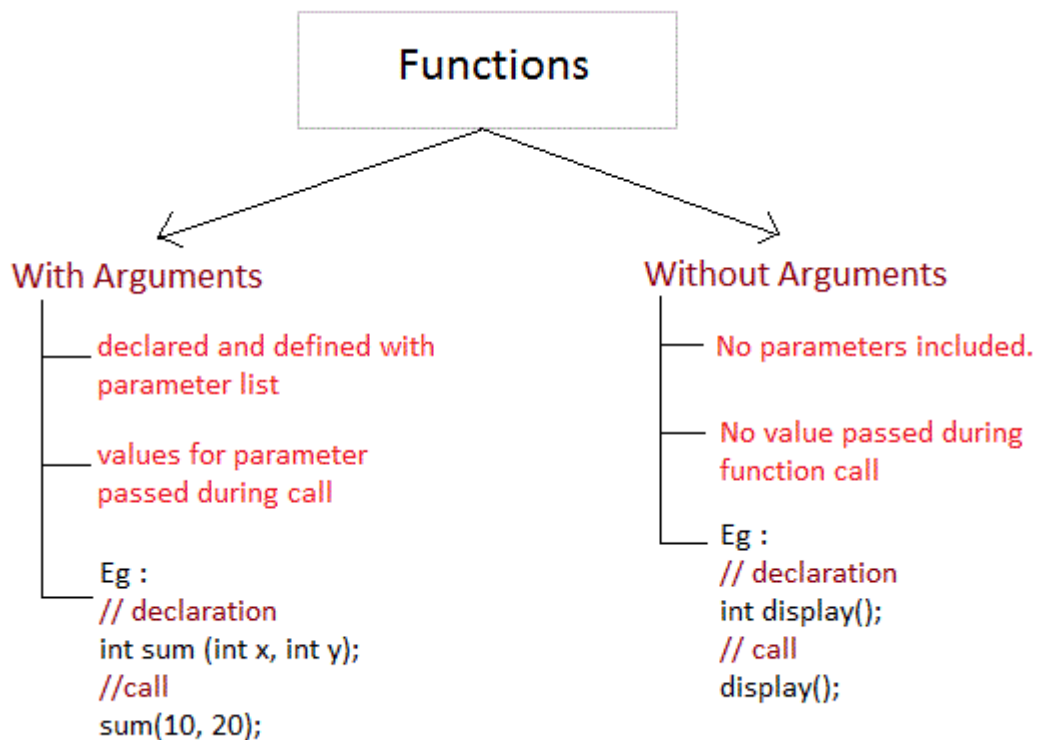 Functions
With Arguments
declared and defined with
parameter list
values for parameter
passed during call
Eg :
// declaration
int sum (int x, int y);
//call
sum(10, 20);
Without Arguments
No parameters included.
No value passed during
function call
Eg :
// declaration
int display();
// call
display();